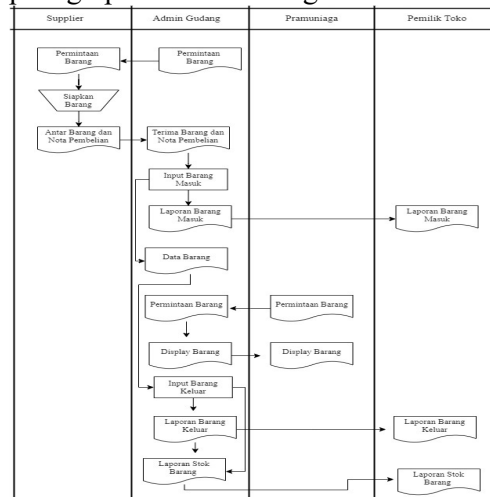 Supplier
Admin Gudang
Pramuniaga
Pemilik Toko
Permintaan
Barang
Permintaan
Barang
Siapkan
Barang
Antar Barang dan
Nota Pembelian
Terima Barang dan
Nota Pembelian
Input Barang
Masuk
Laporan Barang
Masuk
Laporan Barang
Masuk
Data Barang
Permintaan Barang
Permintaan Barang
Display Barang
Display Barang
Input Barang
Keluar
Laporan Barang
Keluar
Laporan Barang
Keluar
Laporan Stok
Barang
Laporan Stok
Barang